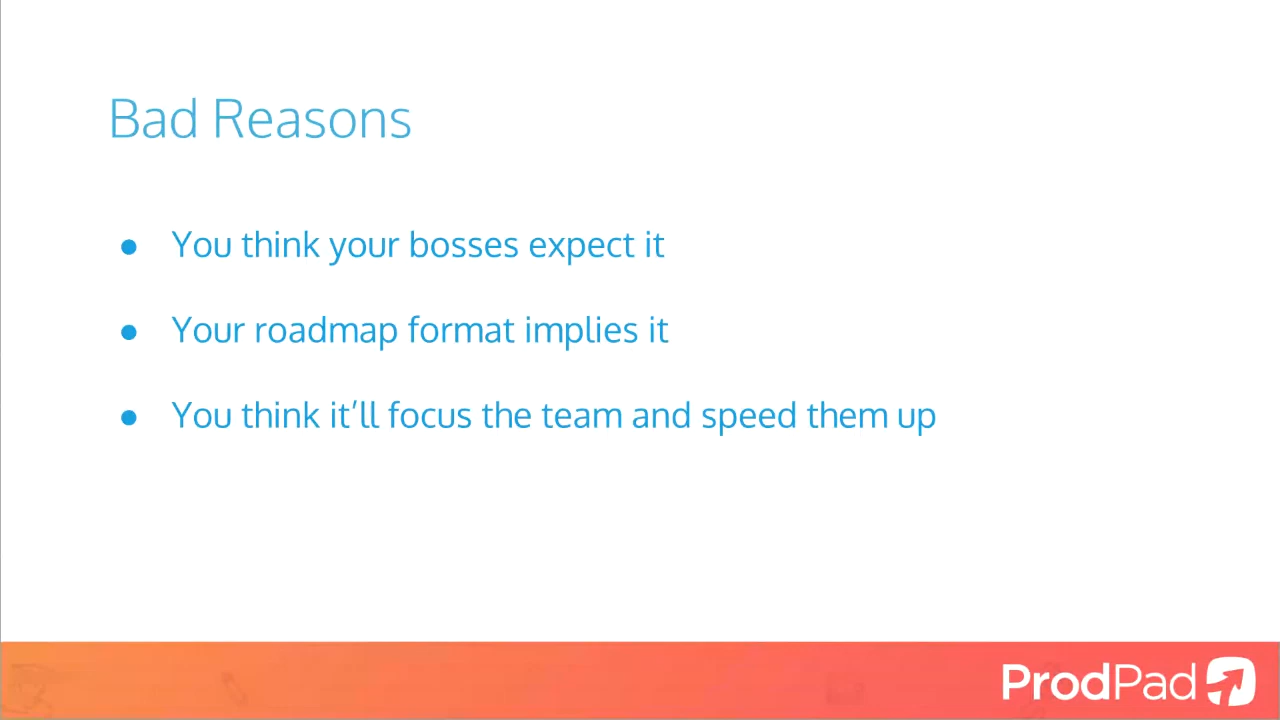 Bad Reasons
● You think your bosses expect it
● Your roadmap format implies it
● You think it’ll focus the team and speed them up
ProdPad